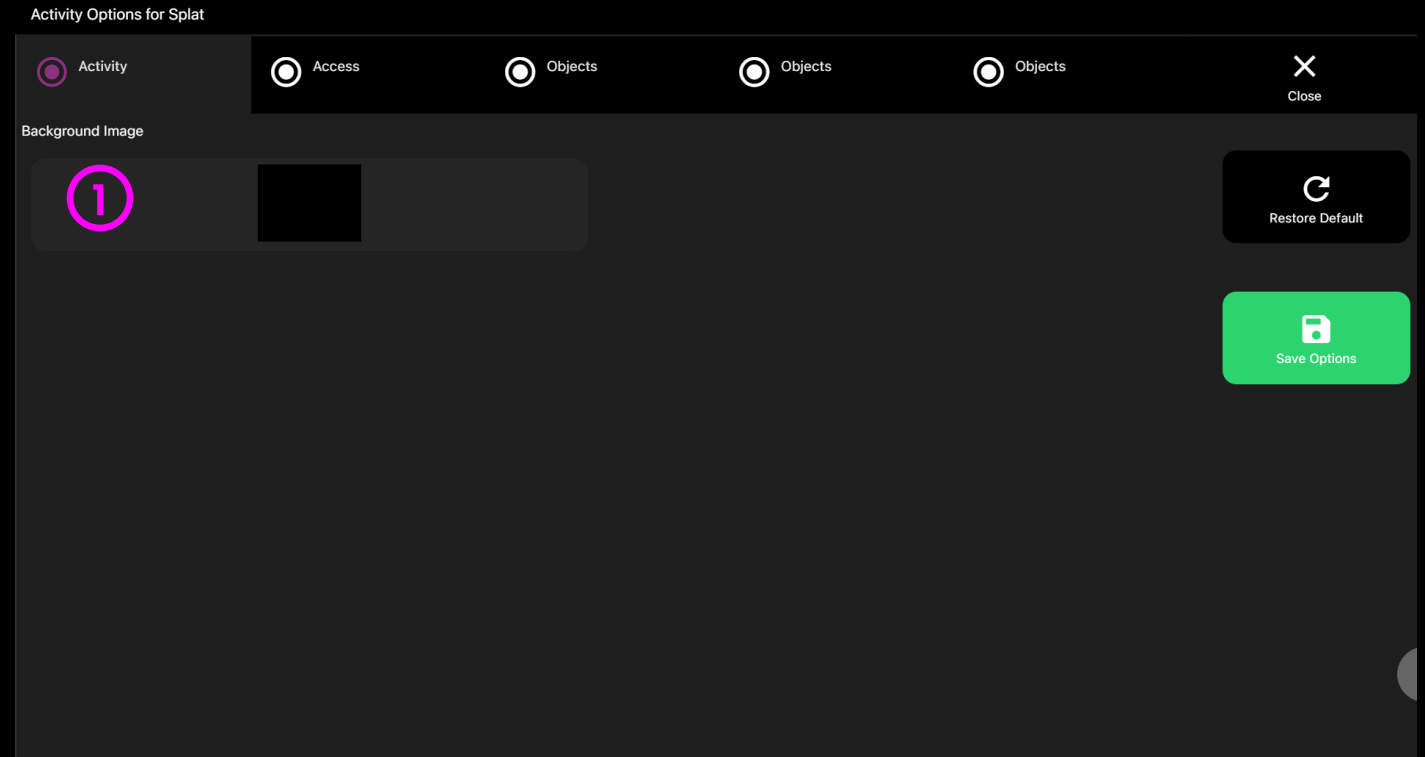 Activity Options for Splat
Activity
Access
Objects
Objects
Objects
Close
Background Image
1
Restore Default
Save Options